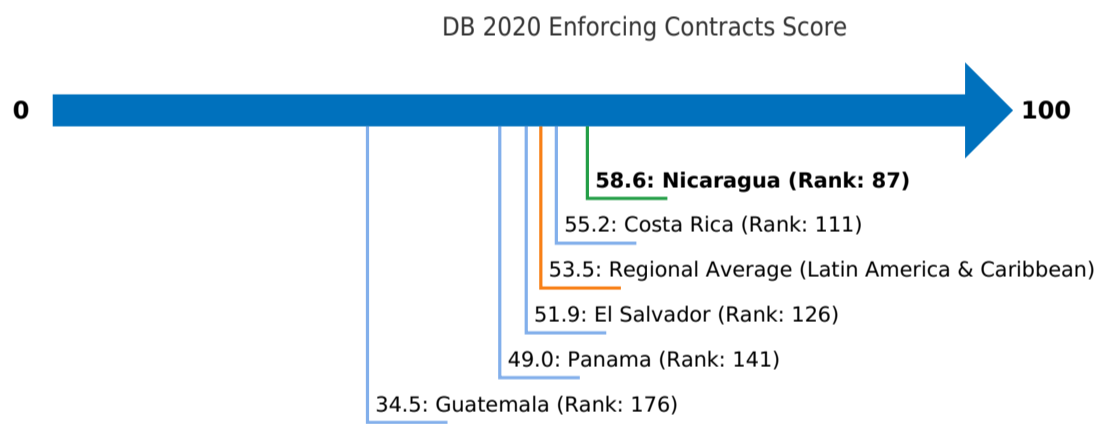 DB 2020 Enforcing Contracts Score
0
100
58.6: Nicaragua (Rank: 87)
55.2: Costa Rica (Rank: 111)
53.5: Regional Average (Latin America & Caribbean)
51.9: El Salvador (Rank: 126)
49.0: Panama (Rank: 141)
34.5: Guatemala (Rank: 176)